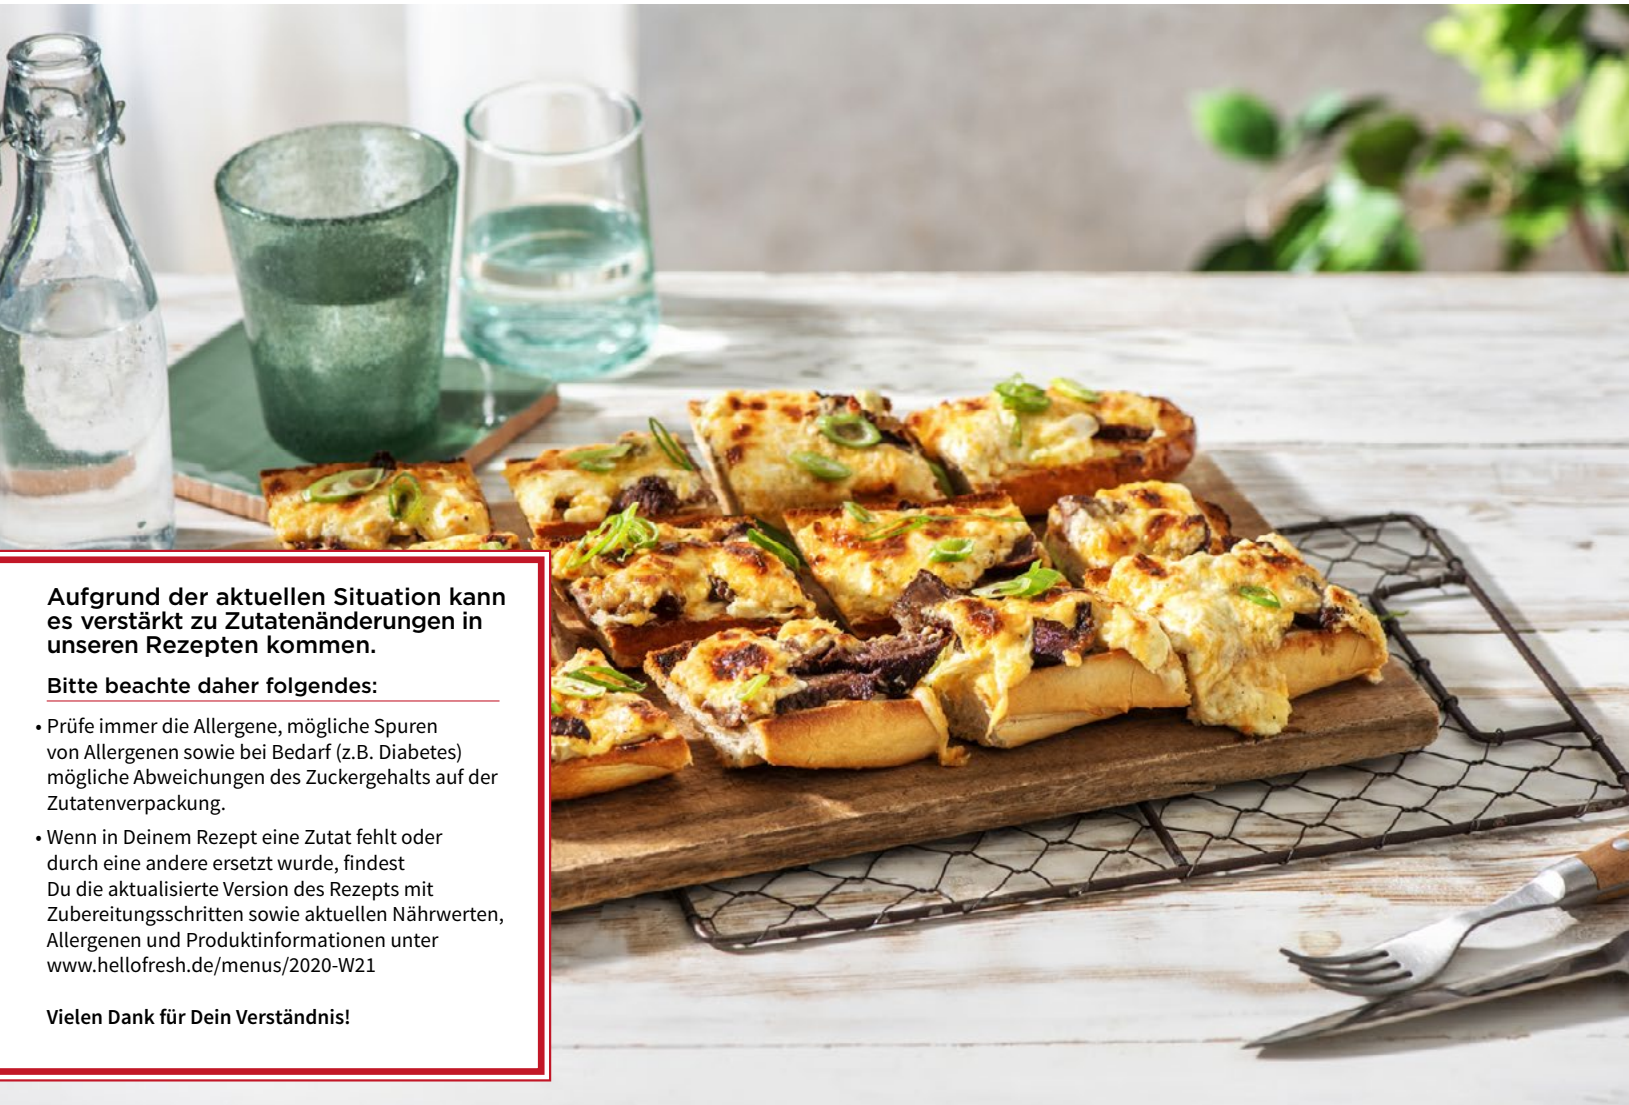 Aufgrund der aktuellen Situation kann
es verstärkt zu Zutatenänderungen in
unseren Rezepten kommen.
Bitte beachte daher folgendes:
• Prüfe immer die Allergene, mögliche Spuren
von Allergenen sowie bei Bedarf (z.B. Diabetes)
mögliche Abweichungen des Zuckergehalts auf der
Zutatenverpackung.
• Wenn in Deinem Rezept eine Zutat fehlt oder
durch eine andere ersetzt wurde, findest
Du die aktualisierte Version des Rezepts mit
Zubereitungsschritten sowie aktuellen Nährwerten,
Allergenen und Produktinformationen unter
www.hellofresh.de/menus/2020-W21
Vielen Dank für Dein Verständnis!